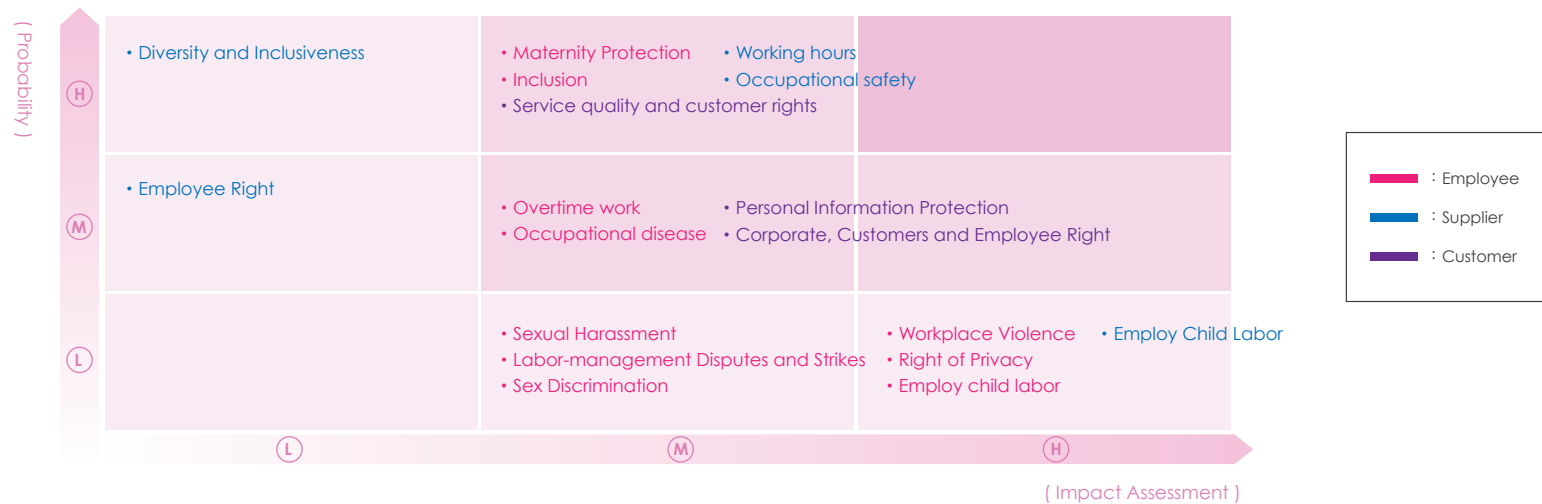 ( Probability )
H
• Diversity and Inclusiveness
• Maternity Protection • Working hours
• Inclusion • Occupational safety
• Service quality and customer rights
M
• Employee Right
• Overtime work • Personal Information Protection
• Occupational disease • Corporate, Customers and Employee Right
L
• Sexual Harassment
• Labor-management Disputes and Strikes
• Sex Discrimination
• Workplace Violence • Employ Child Labor
• Right of Privacy
• Employ child labor
L
M
H
( Impact Assessment )
: Employee
: Supplier
: Customer